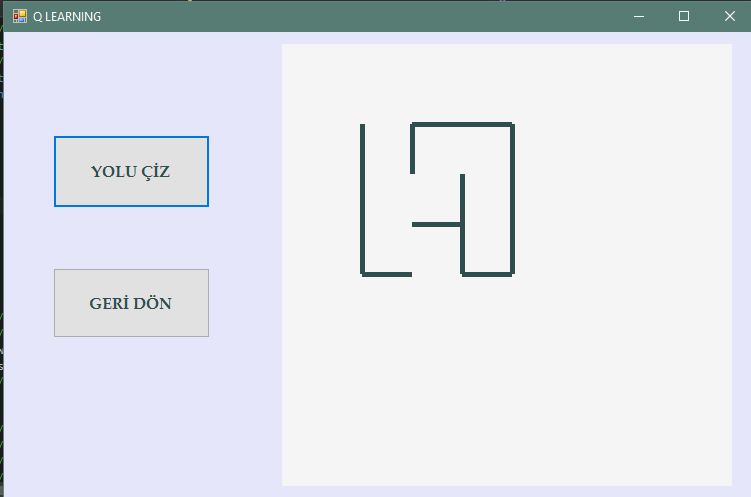 Q LEARNING
YOLU ÇİZ
GERİ DÖN